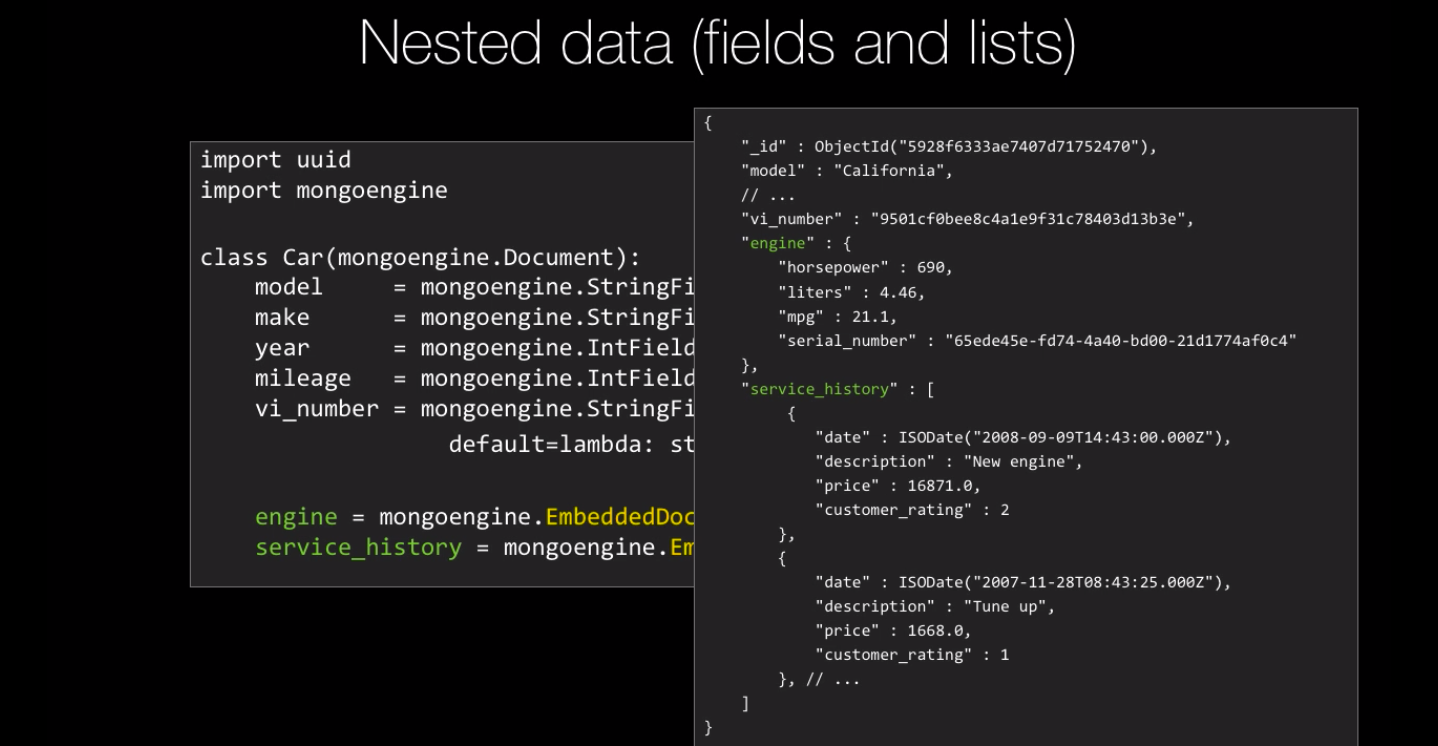 Nested data (fields and lists)
import uuid
import mongoengine
class Car(mongoengine.Document):
    model     = mongoengine.StringFi
    make      = mongoengine.StringFi
    year      = mongoengine.IntField
    mileage   = mongoengine.IntField
    vi_number = mongoengine.StringFi
                  default=lambda: st
    engine = mongoengine.EmbeddedDoc
    service_history = mongoengine.Em
{
    "_id" : ObjectId("5928f6333ae7407d71752470"),
    "model" : "California",
    // ...
    "vi_number" : "9501cf0bee8c4a1e9f31c78403d13b3e",
    "engine" : {
        "horsepower" : 690,
        "liters" : 4.46,
        "mpg" : 21.1,
        "serial_number" : "65ede45e-fd74-4a40-bd00-21d1774af0c4"
    },
    "service_history" : [
         {
            "date" : ISODate("2008-09-09T14:43:00.000Z"),
            "description" : "New engine",
            "price" : 16871.0,
            "customer_rating" : 2
        },
        {
            "date" : ISODate("2007-11-28T08:43:25.000Z"),
            "description" : "Tune up",
            "price" : 1668.0,
            "customer_rating" : 1
        }, // ...
    ]
}